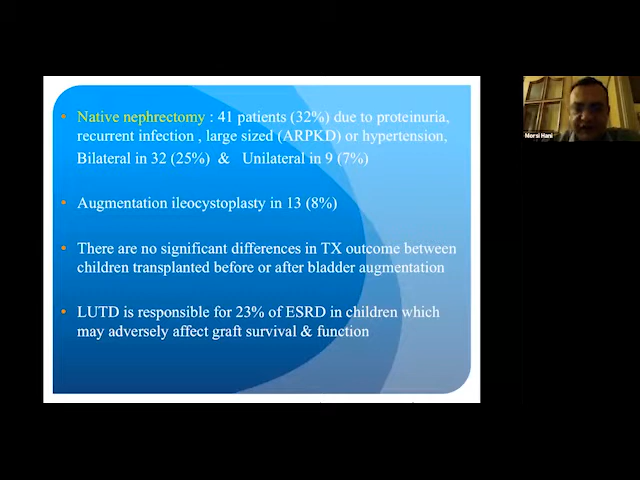 Native nephrectomy : 41 patients (32%) due to proteinuria,
recurrent infection , large sized (ARPKD) or hypertension,
Bilateral in 32 (25%) & Unilateral in 9 (7%)
Augmentation ileocystoplasty in 13 (8%)
There are no significant differences in TX outcome between
children transplanted before or after bladder augmentation
LUTD is responsible for 23% of ESRD in children which
may adversely affect graft survival & function
Morsi Hani